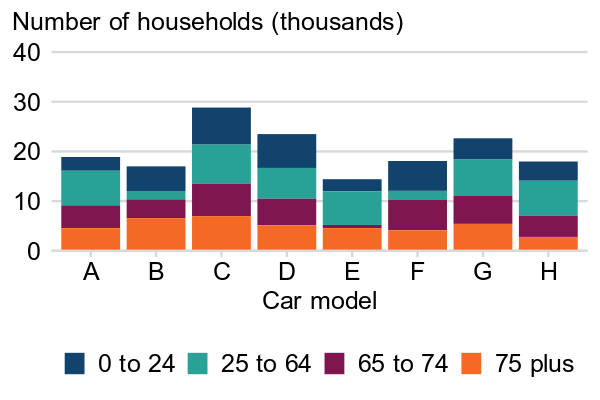 Number of households (thousands)
40
30
20
10
0
A B C D E F G H
Car model
0 to 24 25 to 64 65 to 74 75 plus